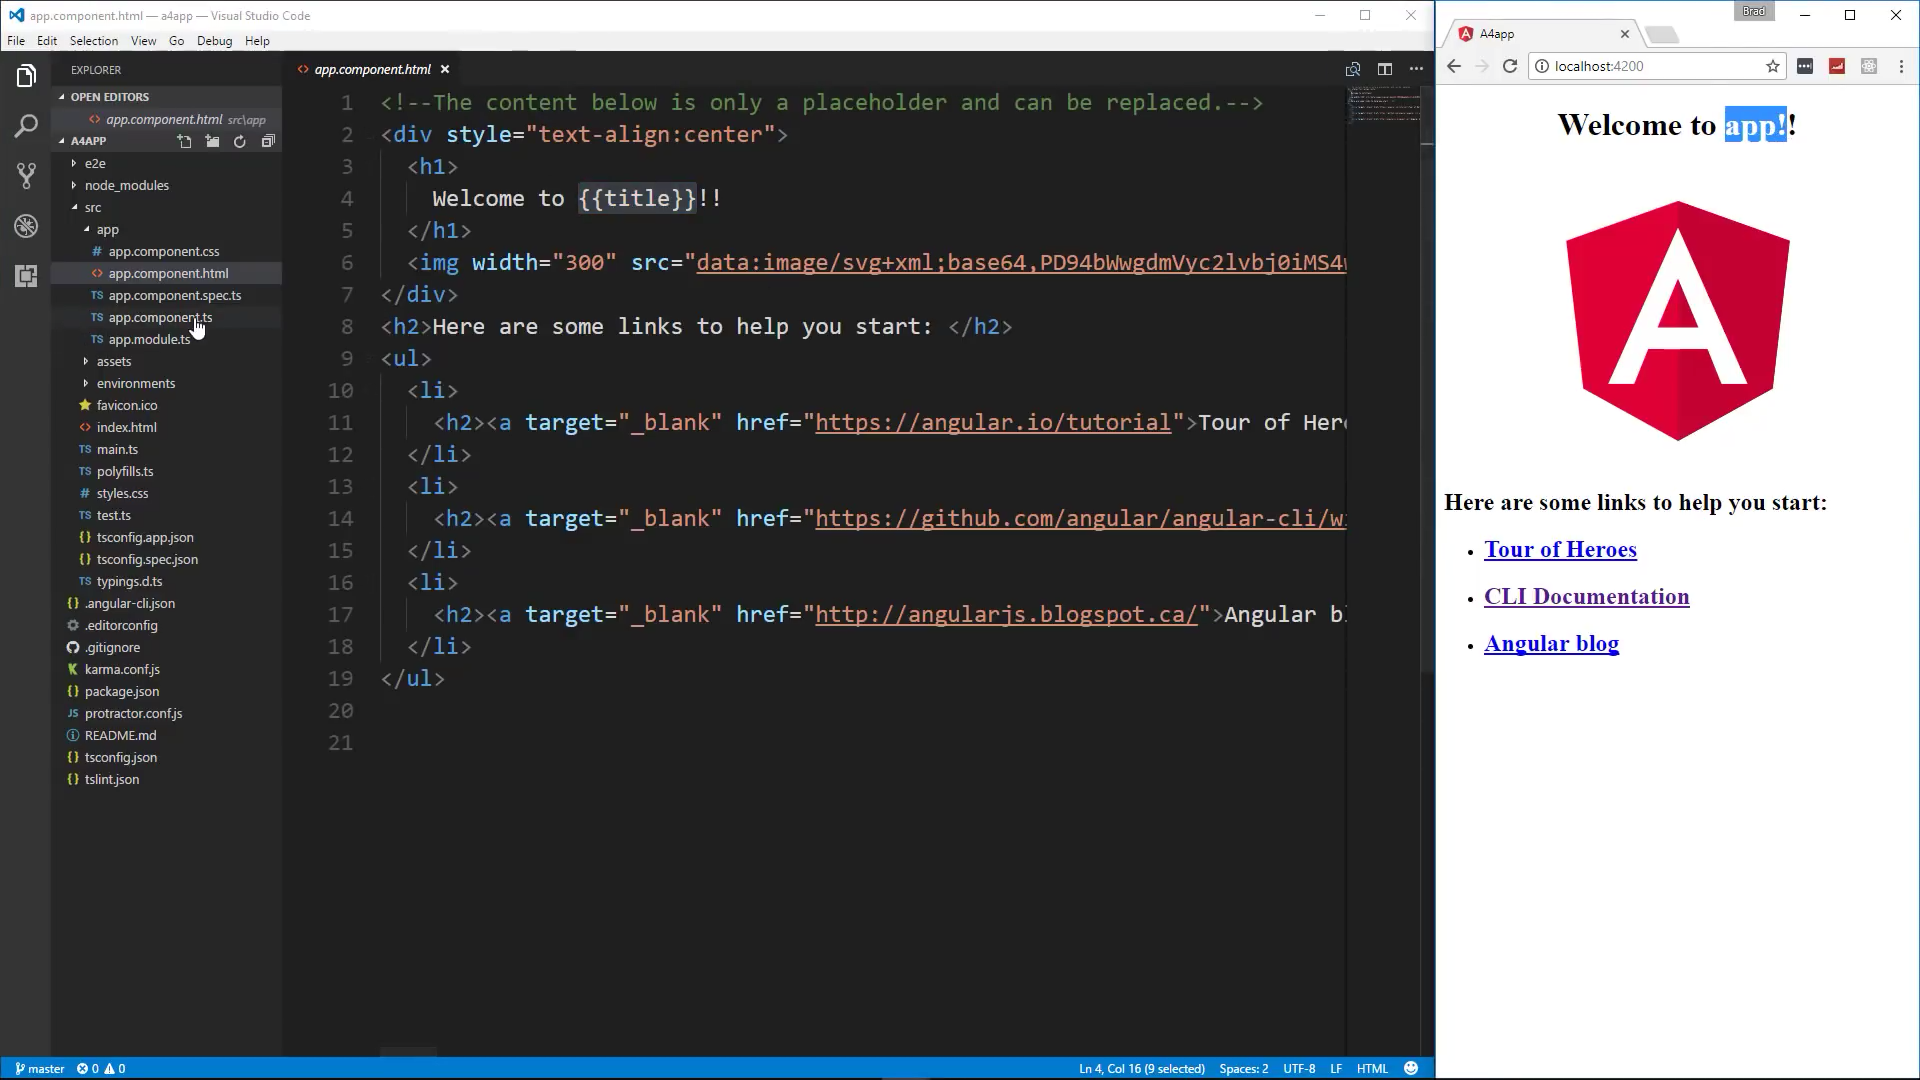 app.component.html — a4app — Visual Studio Code
File Edit Selection View Go Debug Help
EXPLORER
OPEN EDITORS
app.component.html src\app
A4APP
e2e
node_modules
src
app
app.component.css
app.component.html
app.component.spec.ts
app.component.ts
app.module.ts
assets
environments
favicon.ico
index.html
main.ts
polyfills.ts
styles.css
test.ts
tsconfig.app.json
tsconfig.spec.json
typings.d.ts
.angular-cli.json
.editorconfig
.gitignore
karma.conf.js
package.json
protractor.conf.js
README.md
tsconfig.json
tslint.json
app.component.html
1 <!--The content below is only a placeholder and can be replaced.-->
2 <div style="text-align:center">
3 <h1>
4 Welcome to {{title}}!!
5 </h1>
6 <img width="300" src="data:image/svg+xml;base64,PD94bWwgdmVyc2lvbj0iMS4w
7 </div>
8 <h2>Here are some links to help you start: </h2>
9 <ul>
10 <li>
11 <h2><a target="_blank" href="https://angular.io/tutorial">Tour of Hero
12 </li>
13 <li>
14 <h2><a target="_blank" href="https://github.com/angular/angular-cli/wi
15 </li>
16 <li>
17 <h2><a target="_blank" href="http://angularjs.blogspot.ca/">Angular bl
18 </li>
19 </ul>
20
21
master 0 0
Ln 4, Col 16 (9 selected) Spaces: 2 UTF-8 LF HTML
Brad
A4app
localhost:4200
Welcome to app!!
A
Here are some links to help you start:
Tour of Heroes
CLI Documentation
Angular blog